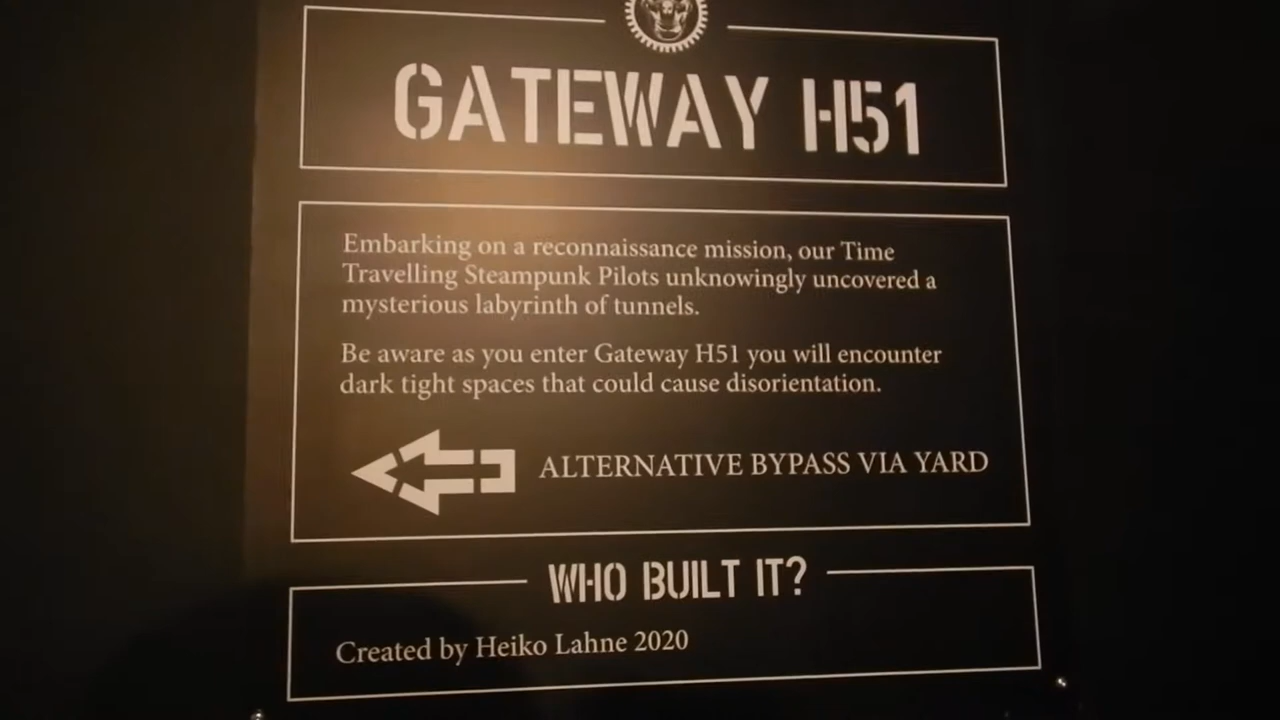 GATEWAY H51
Embarking on a reconnaissance mission, our Time
Travelling Steampunk Pilots unknowingly uncovered a
mysterious labyrinth of tunnels.
Be aware as you enter Gateway H51 you will encounter
dark tight spaces that could cause disorientation.
ALTERNATIVE BYPASS VIA YARD
WHO BUILT IT?
Created by Heiko Lahne 2020